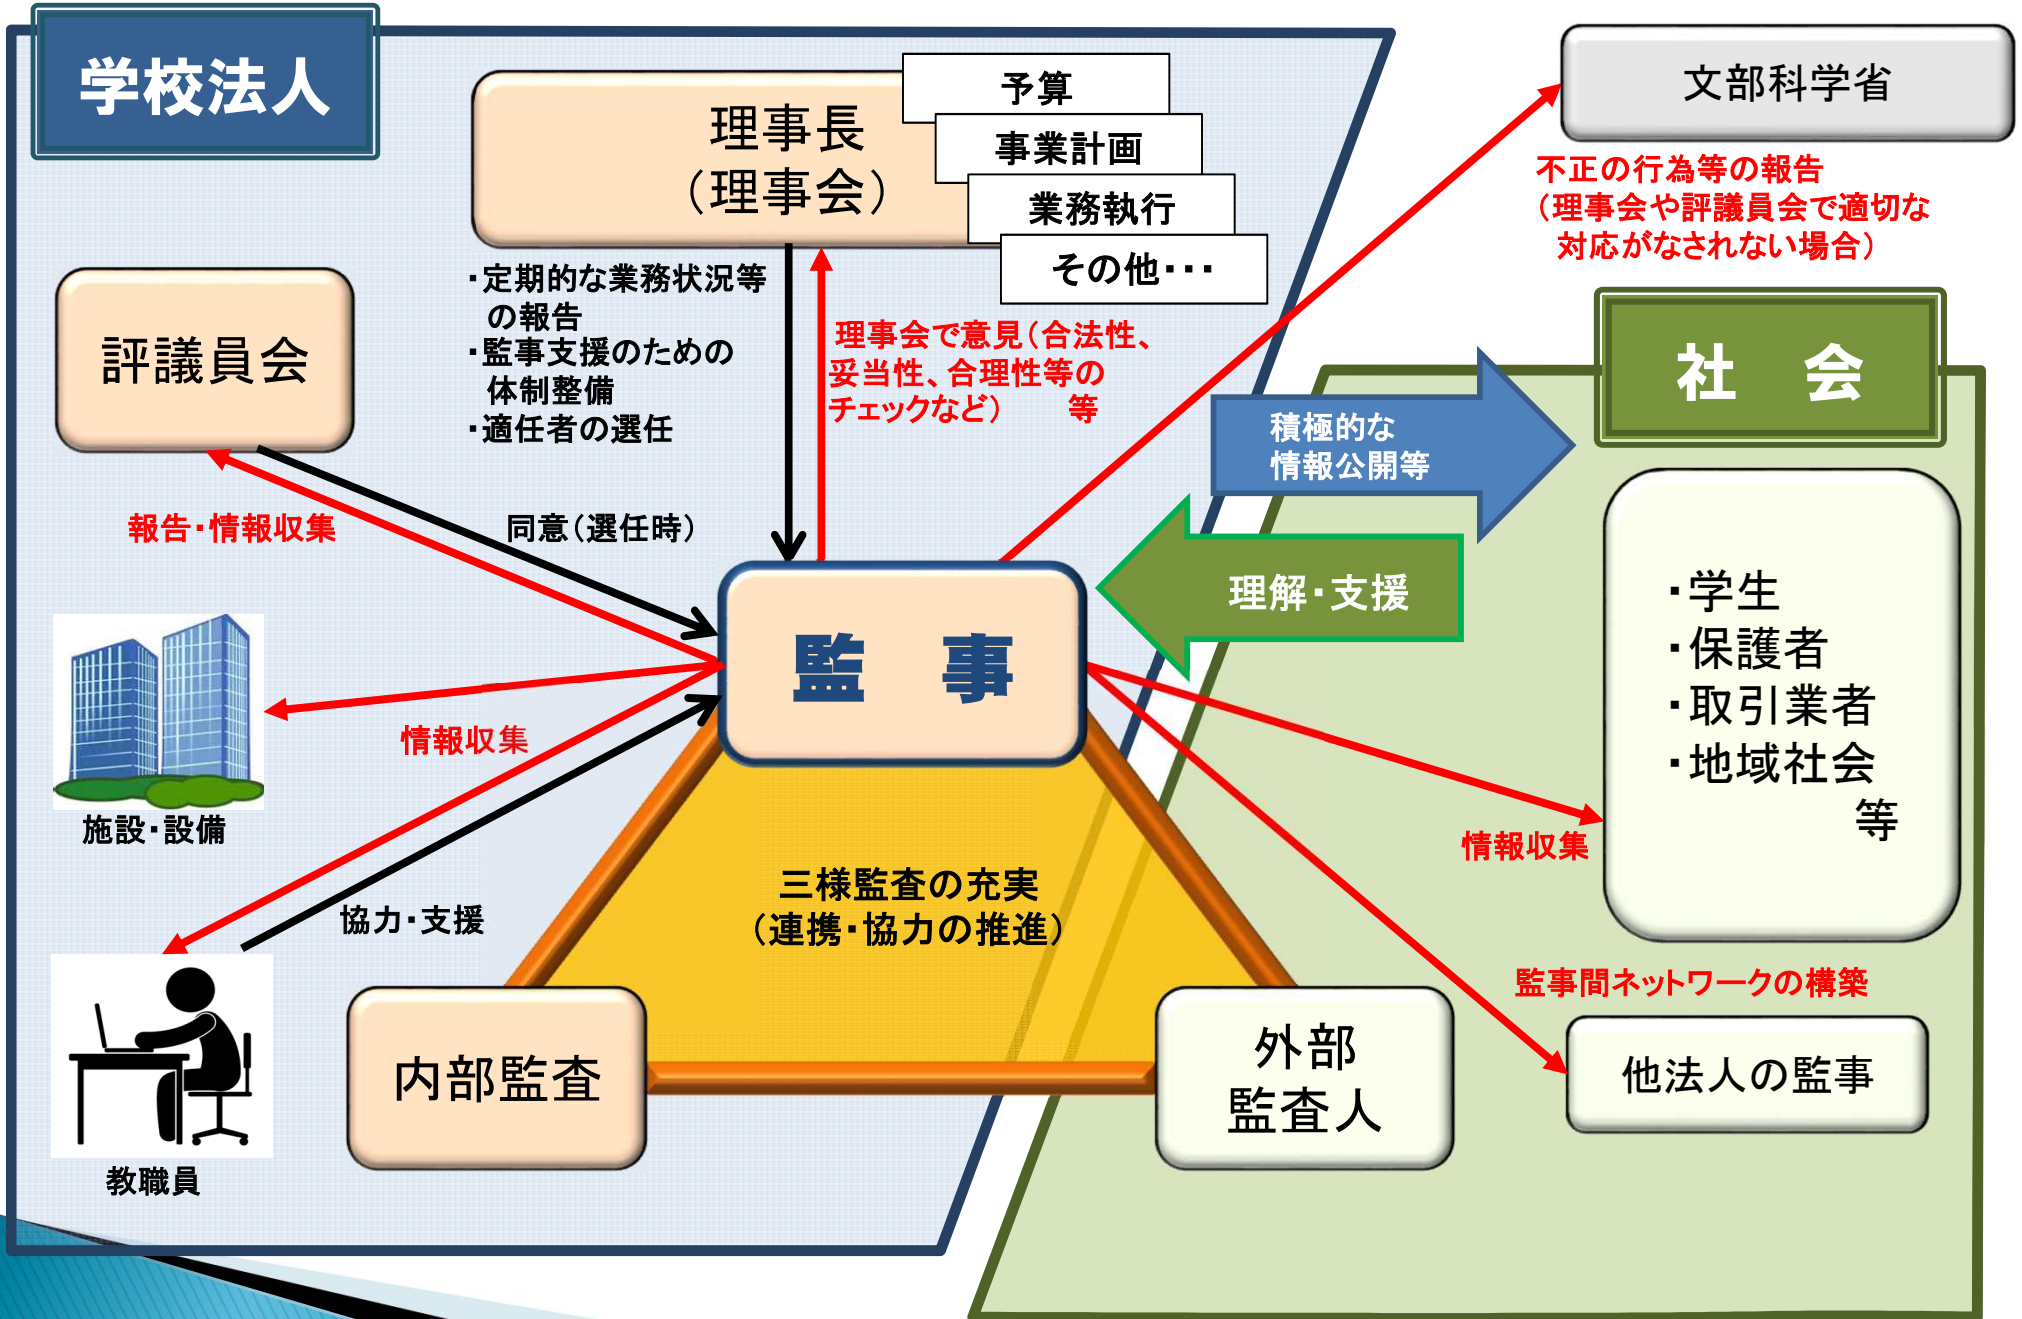 学校法人
理事長
（理事会）
予算
事業計画
業務執行
その他・・・
文部科学省
不正の行為等の報告
（理事会や評議員会で適切な
対応がなされない場合）
評議員会
・定期的な業務状況等
の報告
・監事支援のための
体制整備
・適任者の選任
理事会で意見（合法性、
妥当性、合理性等の
チェックなど）　等
社　会
積極的な
情報公開等
報告・情報収集
同意（選任時）
理解・支援
監　事
・学生
・保護者
・取引業者
・地域社会
等
情報収集
施設・設備
情報収集
三様監査の充実
（連携・協力の推進）
協力・支援
監事間ネットワークの構築
内部監査
外部
監査人
他法人の監事
教職員